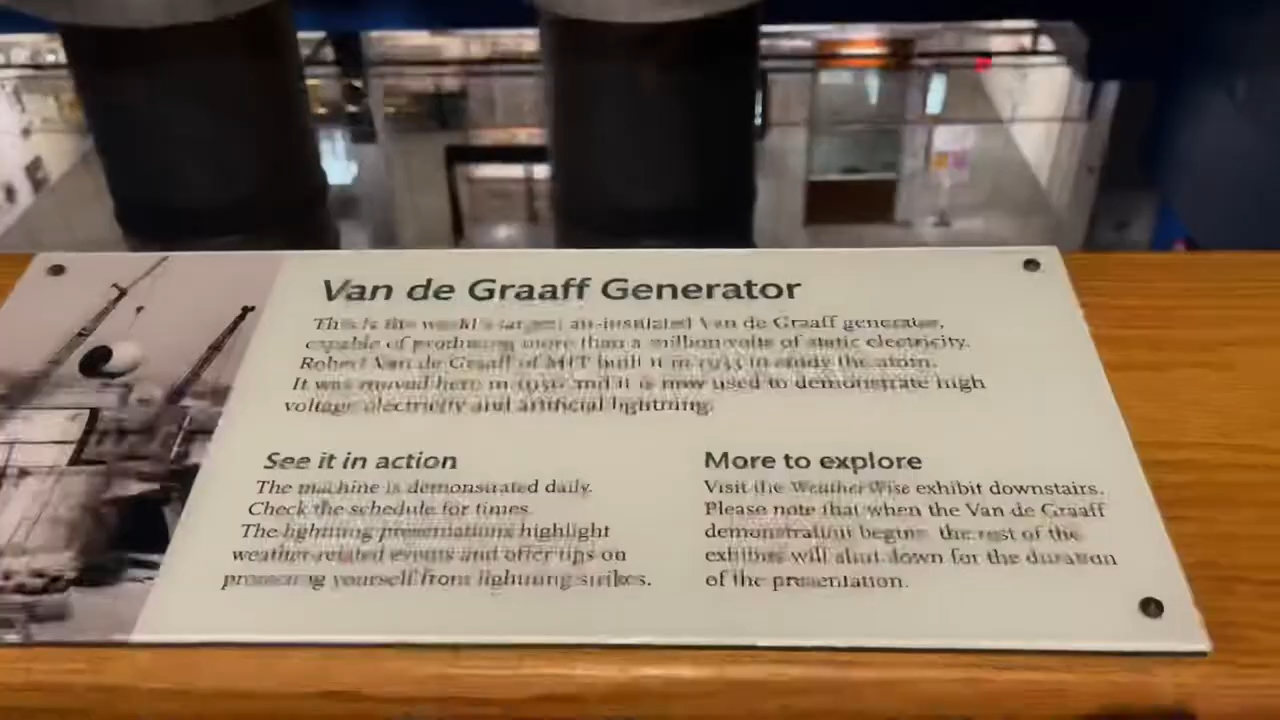 Van de Graaff Generator
This is the world's largest air-insulated Van de Graaff generator,
capable of producing more than a million volts of static electricity.
Robert Van de Graaff of MIT built it in 1933 to study the atom.
It was moved here in and it is now used to demonstrate high
voltage electricity and artificial lightning.
See it in action
The machine is demonstrated daily.
Check the schedule for times.
The lightning presentations highlight
weather-related events and offer tips on
protecting yourself from lightning strikes.
More to explore
Visit the Weather Wise exhibit downstairs.
Please note that when the Van de Graaff
demonstration begins, the rest of the
exhibits will shut down for the duration
of the presentation.